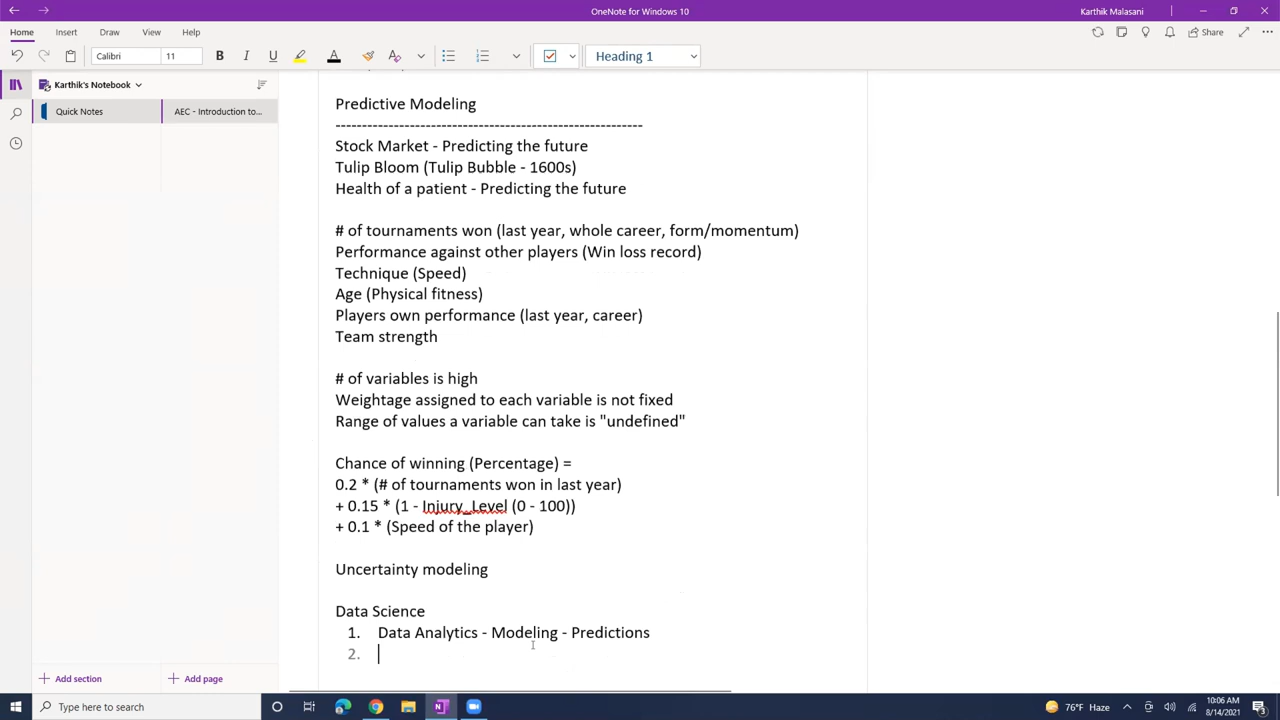 OneNote for Windows 10
Karthik Malasani
Home Insert Draw View Help
Share
Calibri 11 B I U A Heading 1
Karthik's Notebook
Quick Notes
AEC - Introduction to...
Predictive Modeling
----------------------------------------------------------
Stock Market - Predicting the future
Tulip Bloom (Tulip Bubble - 1600s)
Health of a patient - Predicting the future
# of tournaments won (last year, whole career, form/momentum)
Performance against other players (Win loss record)
Technique (Speed)
Age (Physical fitness)
Players own performance (last year, career)
Team strength
# of variables is high
Weightage assigned to each variable is not fixed
Range of values a variable can take is "undefined"
Chance of winning (Percentage) =
0.2 * (# of tournaments won in last year)
+ 0.15 * (1 - Injury_Level (0 - 100))
+ 0.1 * (Speed of the player)
Uncertainty modeling
Data Science
1. Data Analytics - Modeling - Predictions
2.
+ Add section
+ Add page
Type here to search
76°F Haze
10:06 AM
8/14/2021
3